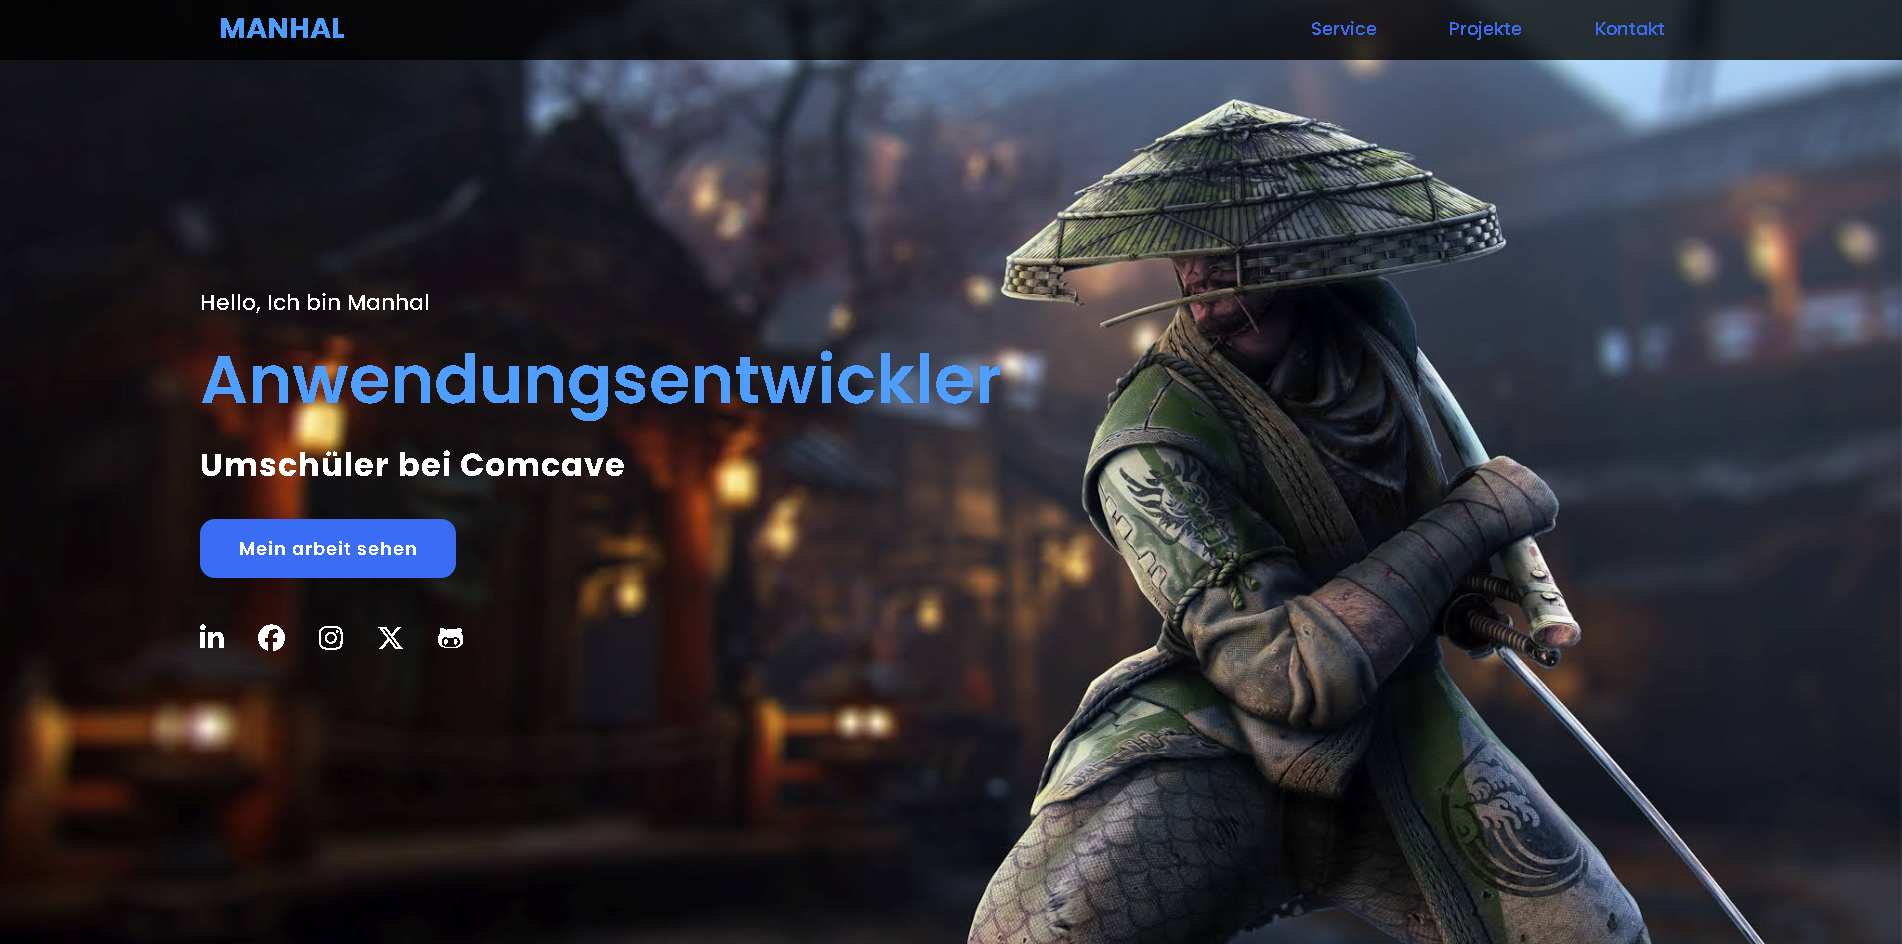 MANHAL
Service Projekte Kontakt
Hello, Ich bin Manhal
Anwendungsentwickler
Umschüler bei Comcave
Mein arbeit sehen